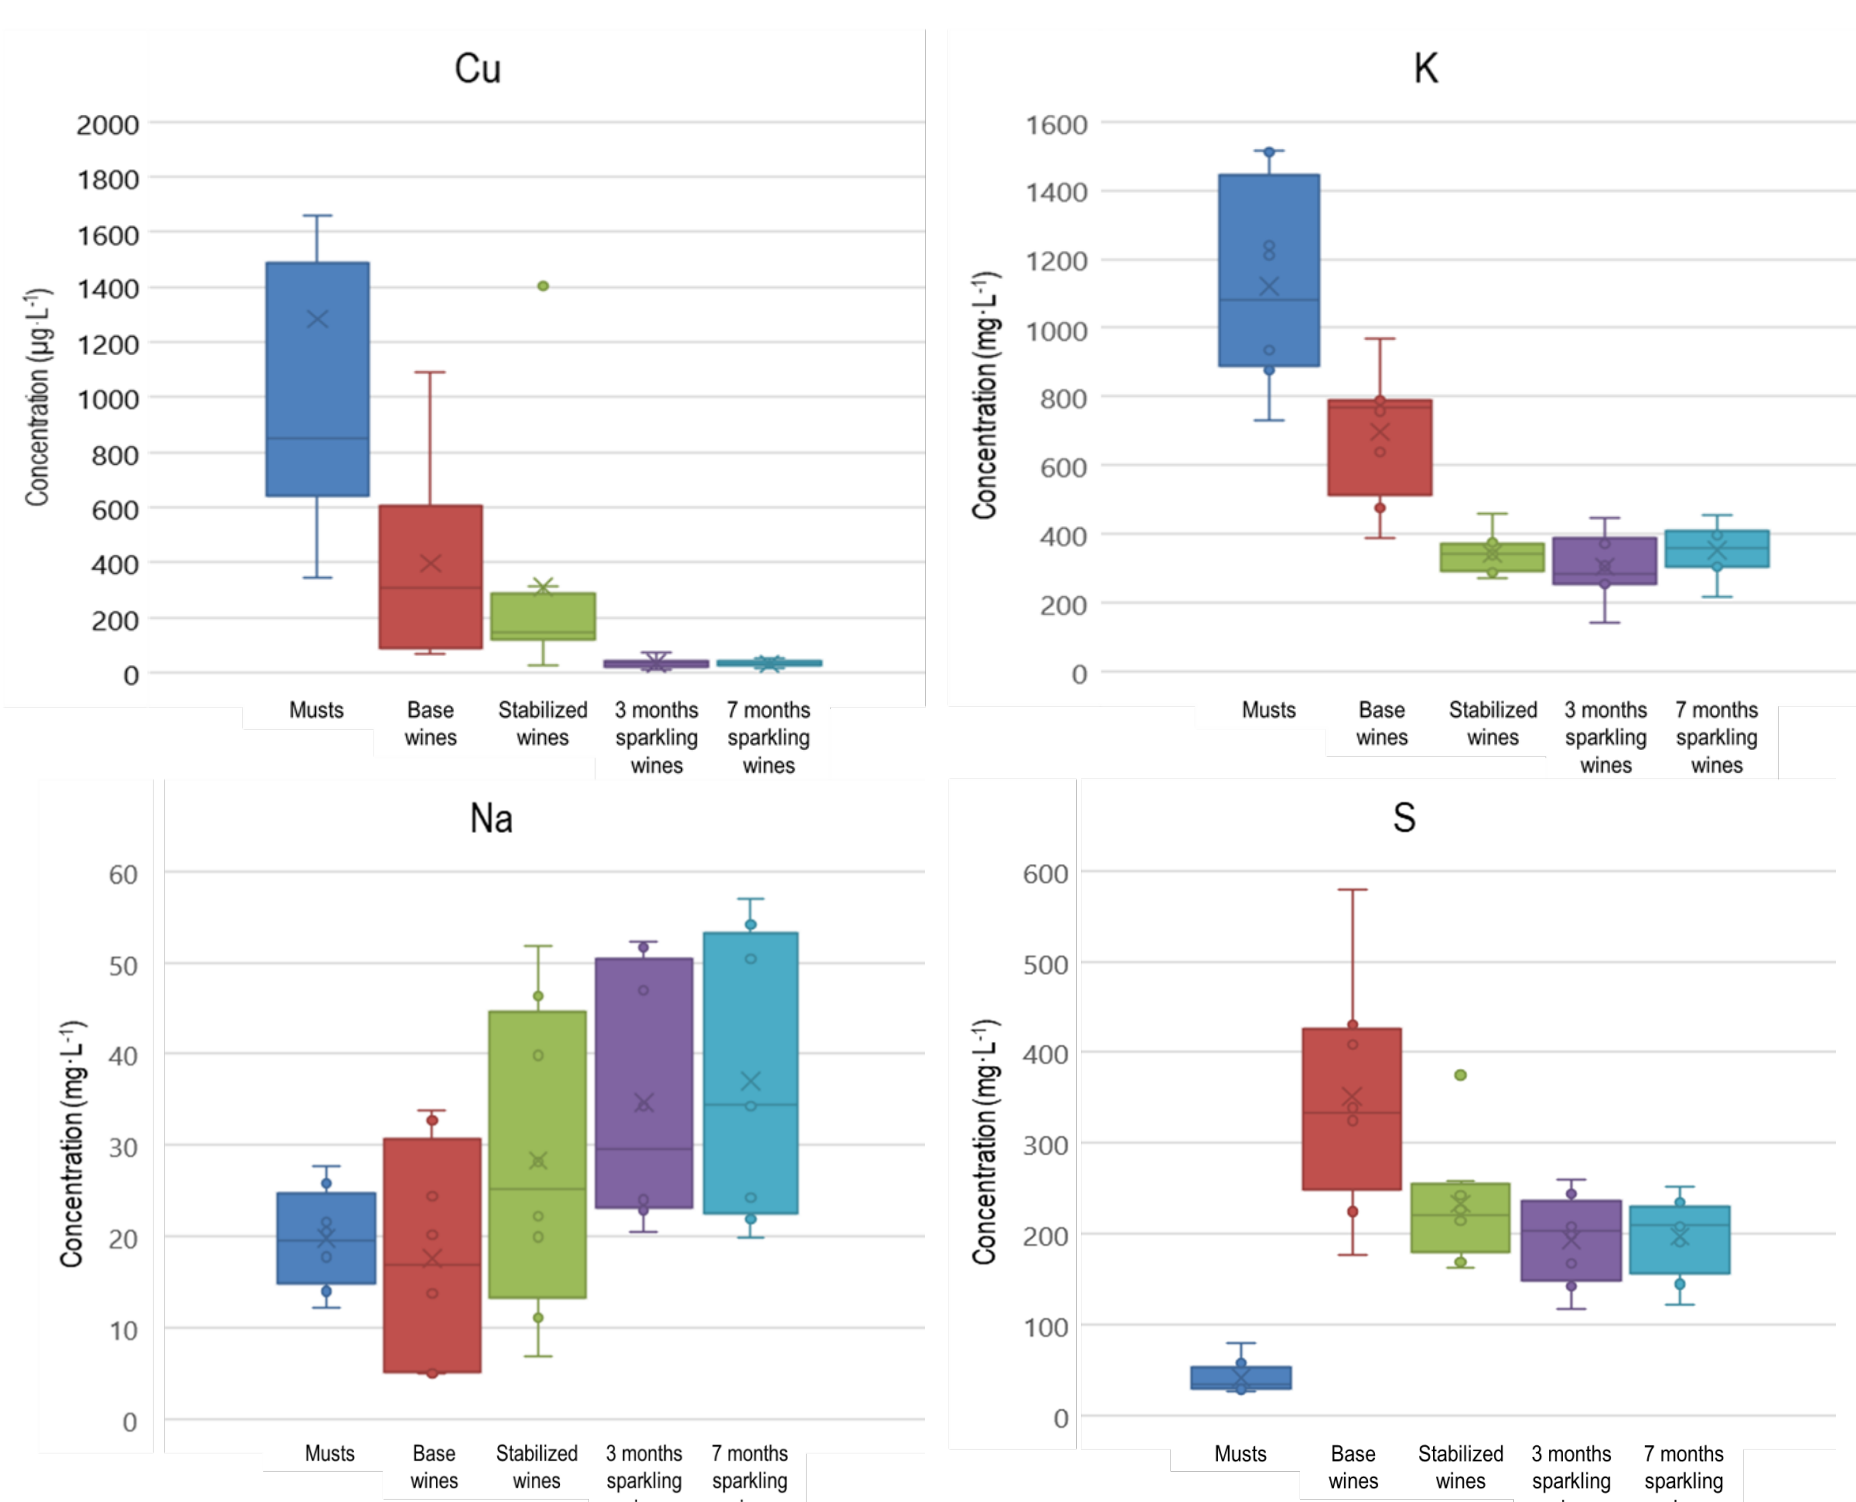 Cu
2000
1800
1600
1400
1200
1000
800
600
400
200
0
Concentration (µg·L⁻¹)
Musts
Base
wines
Stabilized
wines
3 months
sparkling
wines
7 months
sparkling
wines
K
1600
1400
1200
1000
800
600
400
200
0
Concentration (mg·L⁻¹)
Musts
Base
wines
Stabilized
wines
3 months
sparkling
wines
7 months
sparkling
wines
Na
60
50
40
30
20
10
0
Concentration (mg·L⁻¹)
Musts
Base
wines
Stabilized
wines
3 months
sparkling
7 months
sparkling
S
600
500
400
300
200
100
0
Concentration (mg·L⁻¹)
Musts
Base
wines
Stabilized
wines
3 months
sparkling
7 months
sparkling